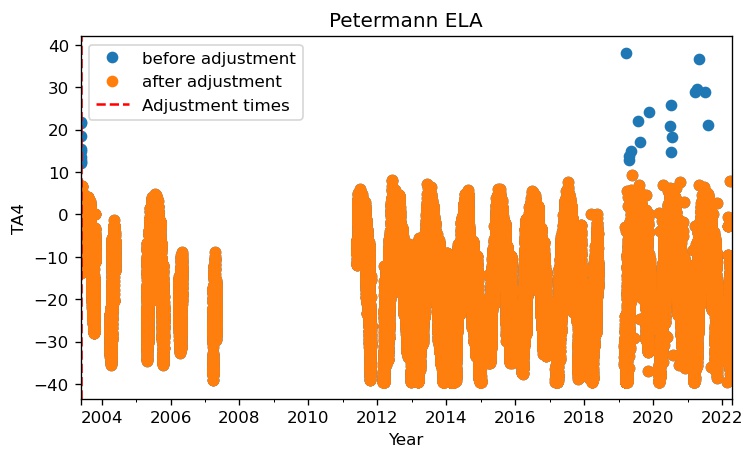 Petermann ELA
before adjustment
after adjustment
Adjustment times
TA4
40
30
20
10
0
−10
−20
−30
−40
2004 2006 2008 2010 2012 2014 2016 2018 2020 2022
Year